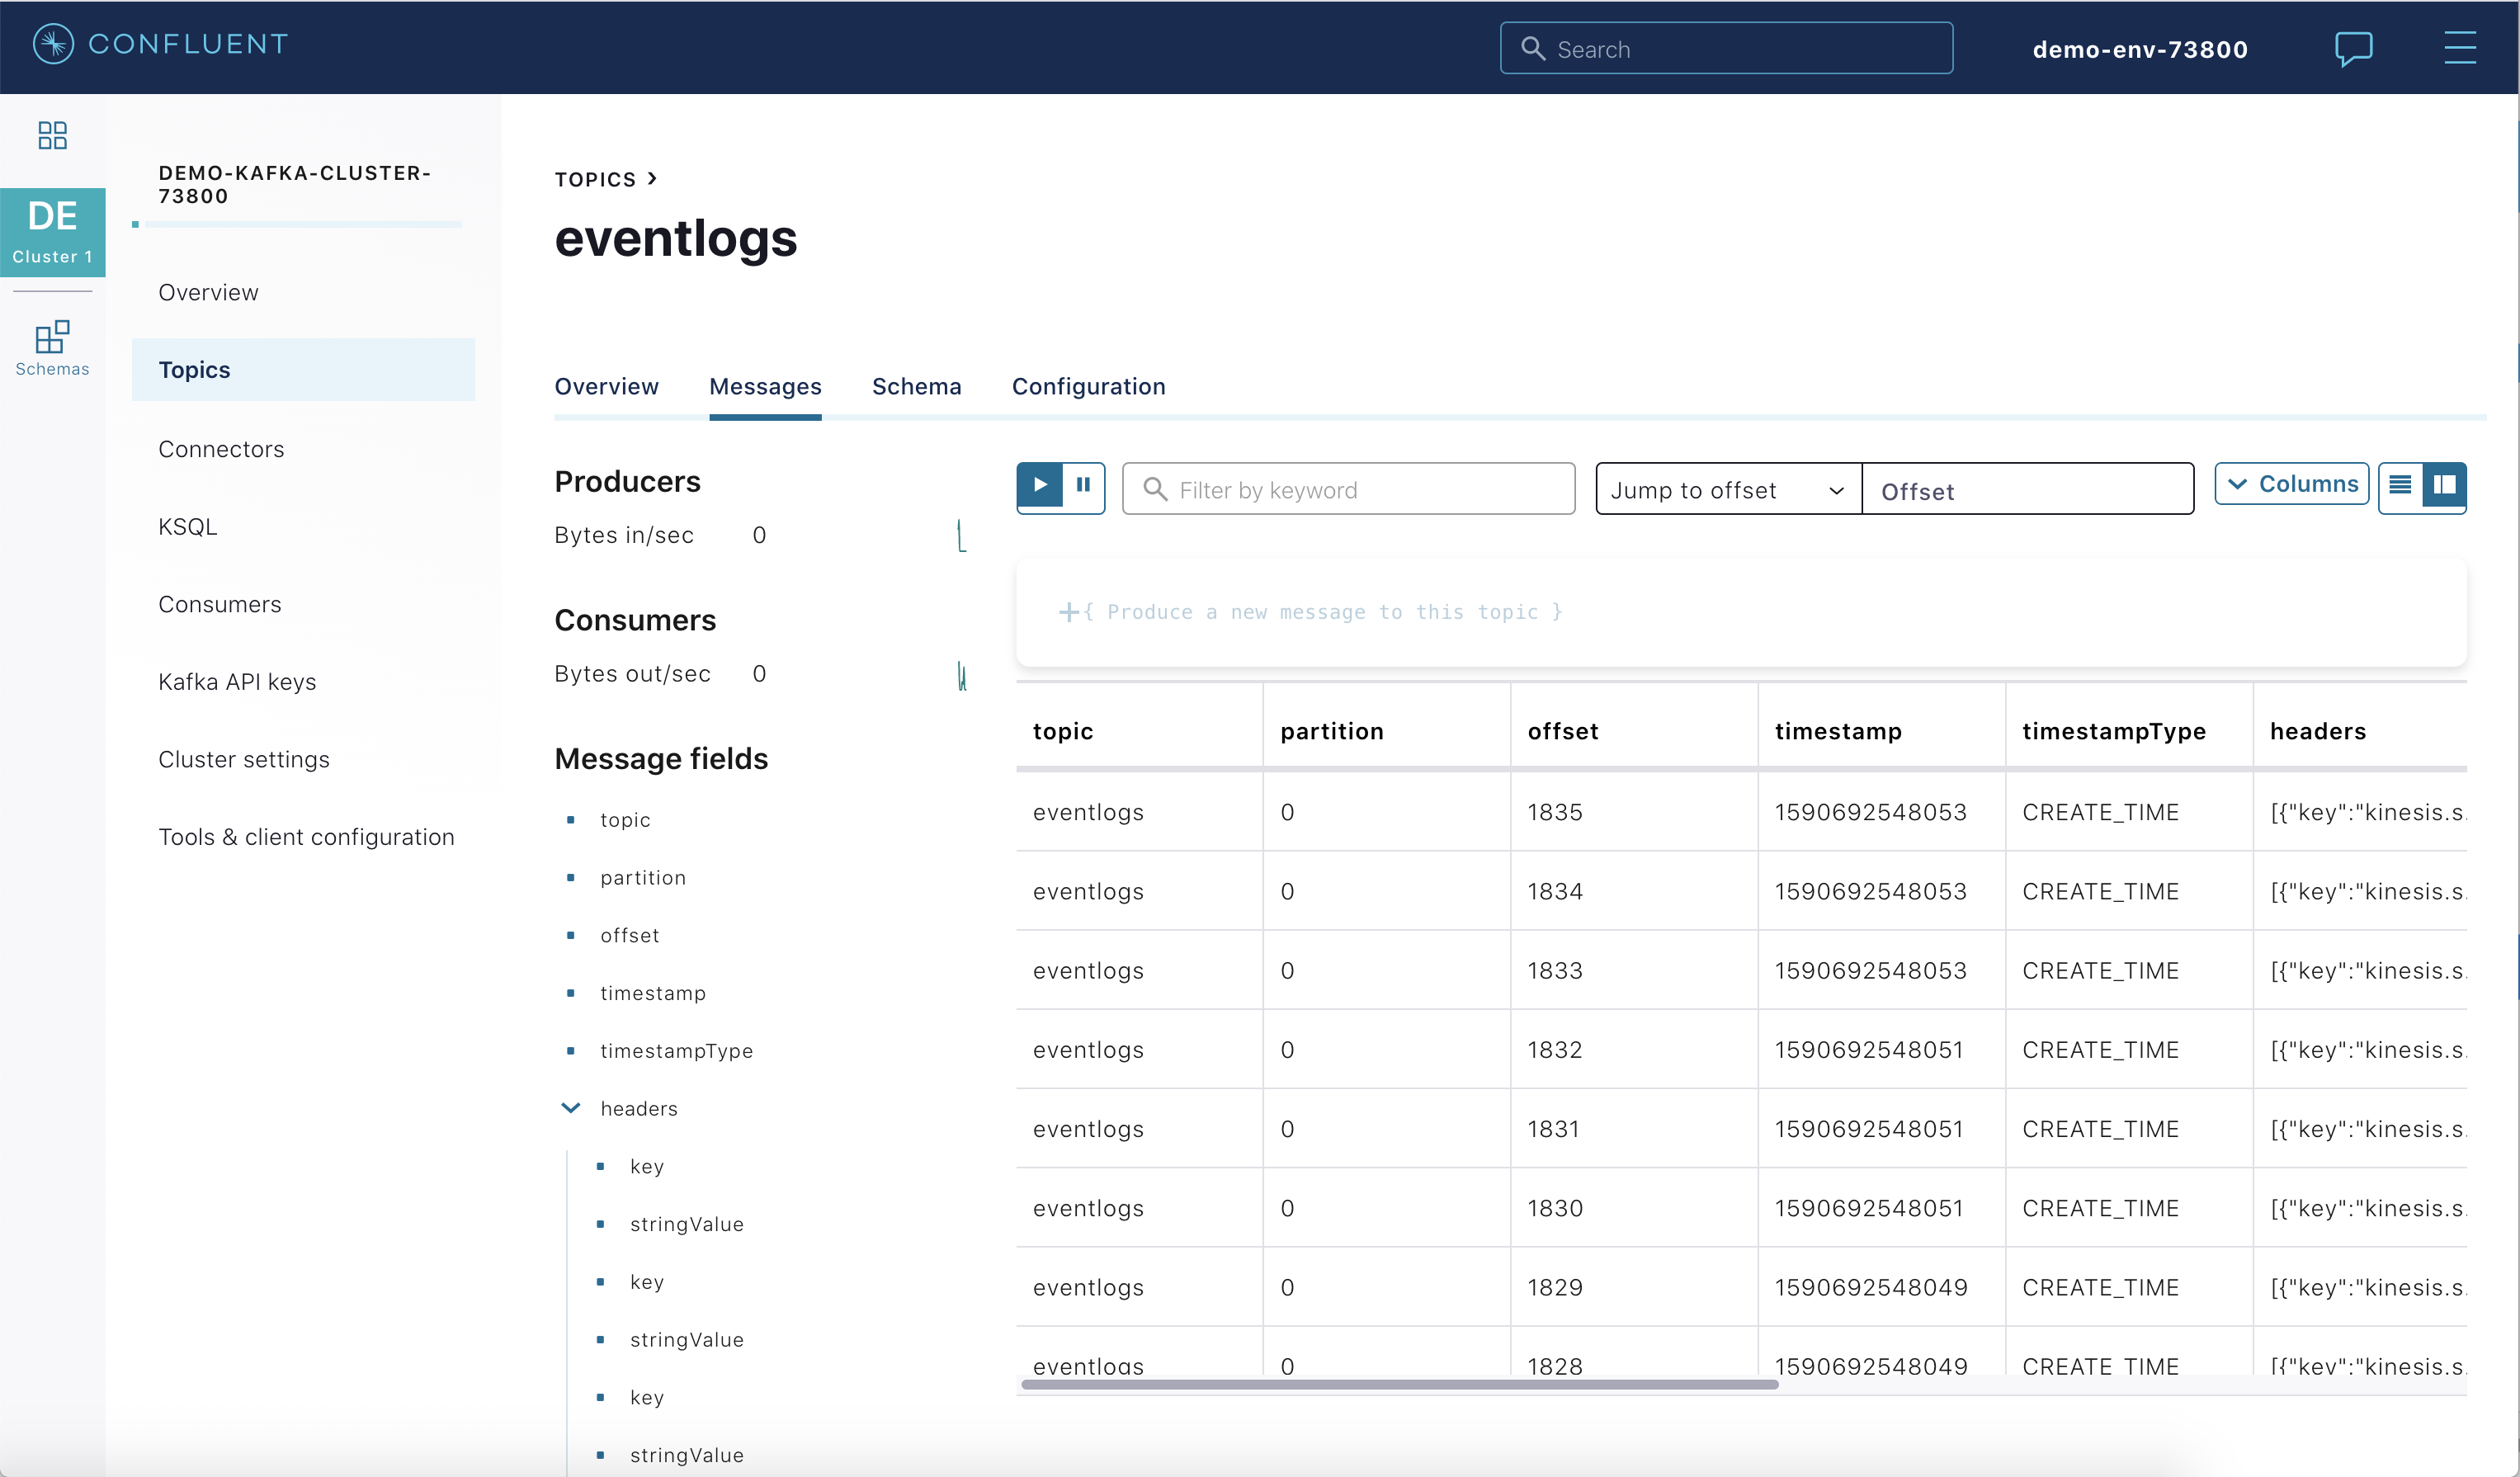 CONFLUENT
Search
demo-env-73800
DE
Cluster 1
Schemas
DEMO-KAFKA-CLUSTER-
73800
Overview
Topics
Connectors
KSQL
Consumers
Kafka API keys
Cluster settings
Tools & client configuration
TOPICS >
eventlogs
Overview Messages Schema Configuration
Producers
Bytes in/sec 0
Consumers
Bytes out/sec 0
Message fields
topic
partition
offset
timestamp
timestampType
headers
key
stringValue
key
stringValue
key
stringValue
Filter by keyword
Jump to offset
Offset
Columns
+{ Produce a new message to this topic }
topic partition offset timestamp timestampType headers
eventlogs 0 1835 1590692548053 CREATE_TIME [{"key":"kinesis.s.
eventlogs 0 1834 1590692548053 CREATE_TIME [{"key":"kinesis.s.
eventlogs 0 1833 1590692548053 CREATE_TIME [{"key":"kinesis.s.
eventlogs 0 1832 1590692548051 CREATE_TIME [{"key":"kinesis.s.
eventlogs 0 1831 1590692548051 CREATE_TIME [{"key":"kinesis.s.
eventlogs 0 1830 1590692548051 CREATE_TIME [{"key":"kinesis.s.
eventlogs 0 1829 1590692548049 CREATE_TIME [{"key":"kinesis.s.
eventlogs 0 1828 1590692548049 CREATE_TIME [{"key":"kinesis.s.